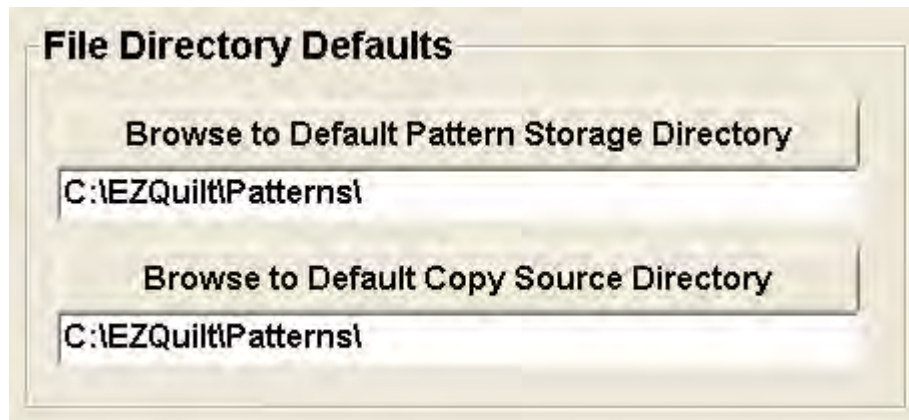 File Directory Defaults
Browse to Default Pattern Storage Directory
C:\EZQuilt\Patterns\
Browse to Default Copy Source Directory
C:\EZQuilt\Patterns\